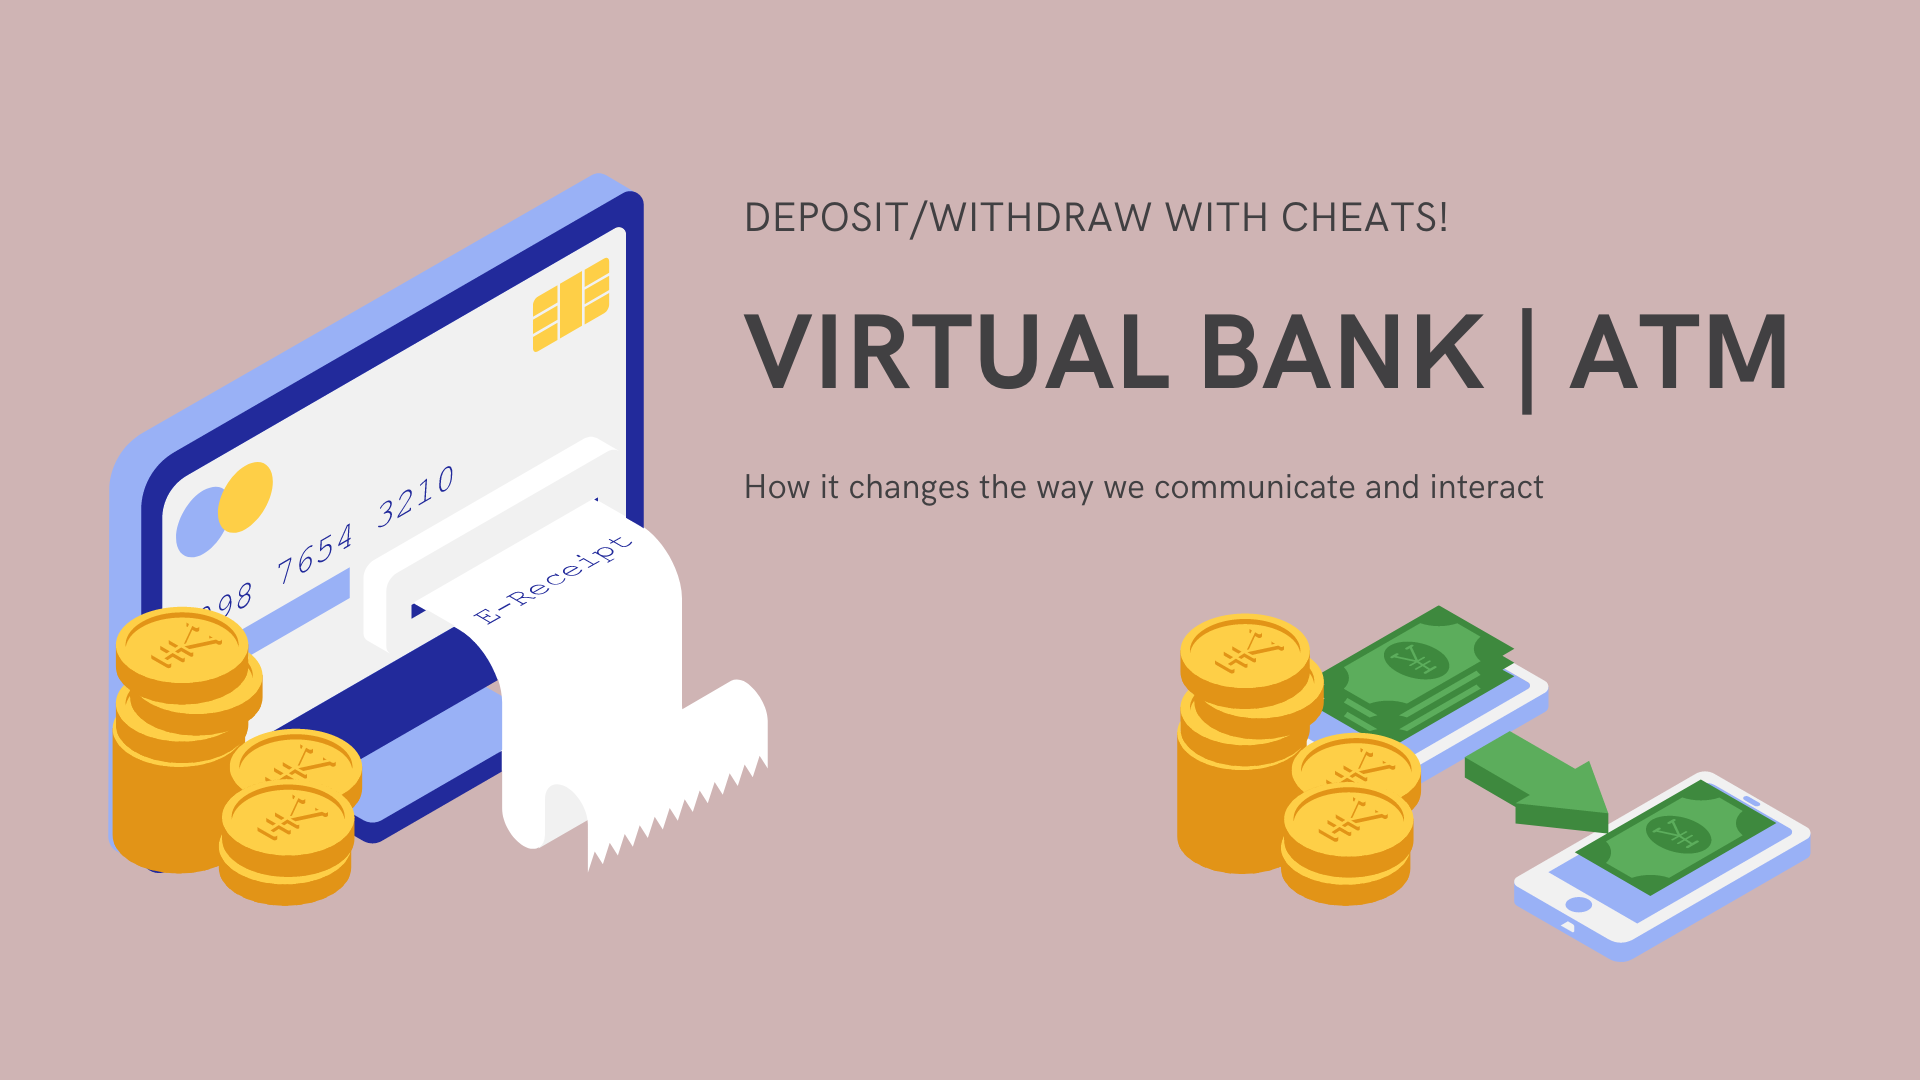 DEPOSIT/WITHDRAW WITH CHEATS!
VIRTUAL BANK | ATM
How it changes the way we communicate and interact
98 7654 3210
E-Receipt